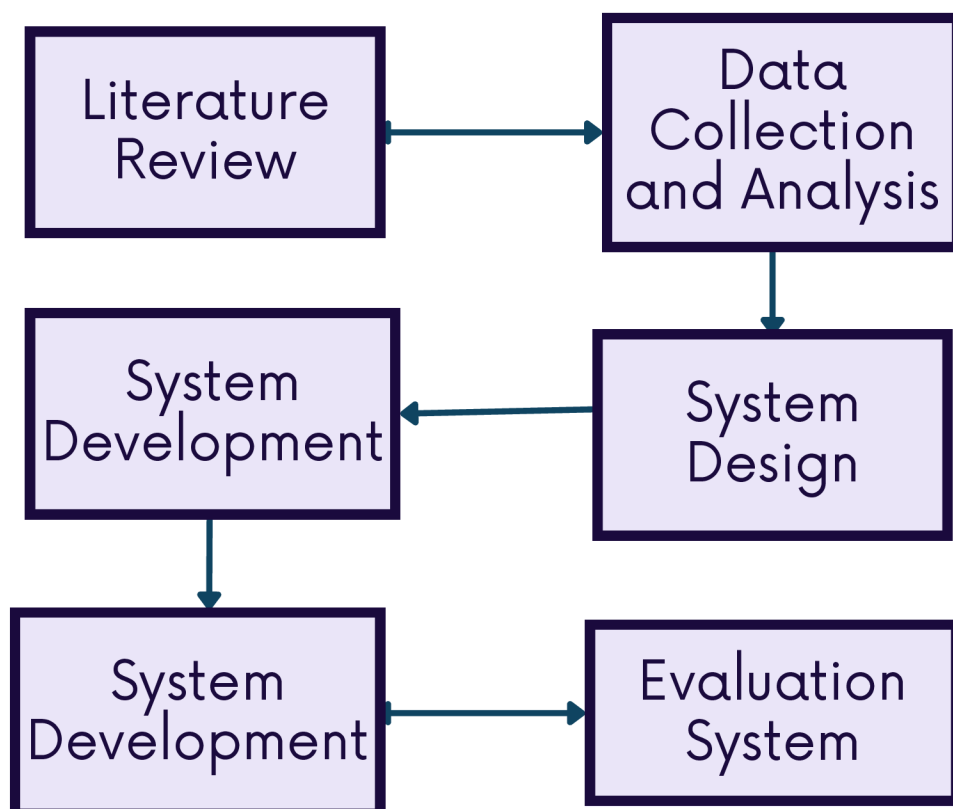 Literature
Review
Data
Collection
and Analysis
System
Design
System
Development
System
Development
Evaluation
System